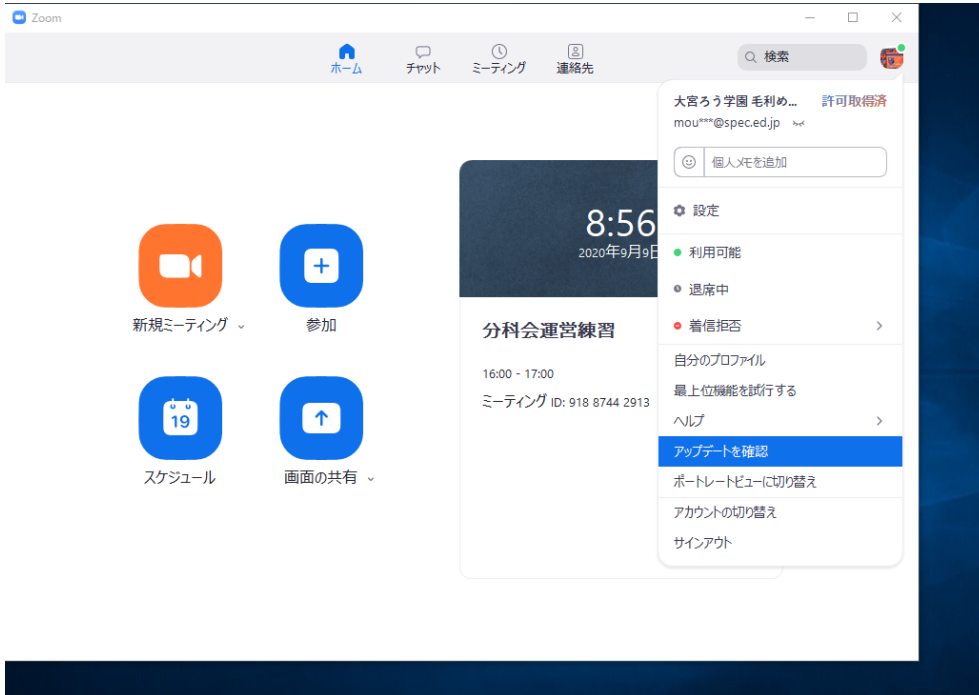 Zoom
ホーム
チャット
ミーティング
連絡先
検索
大宮ろう学園 毛利め... 許可取得済
mou***@spec.ed.jp
個人メモを追加
設定
利用可能
退席中
着信拒否
自分のプロファイル
最上位機能を試行する
ヘルプ
アップデートを確認
ポートレートビューに切り替え
アカウントの切り替え
サインアウト
新規ミーティング
参加
19
スケジュール
画面の共有
8:56
2020年9月9日
分科会運営練習
16:00 - 17:00
ミーティング ID: 918 8744 2913